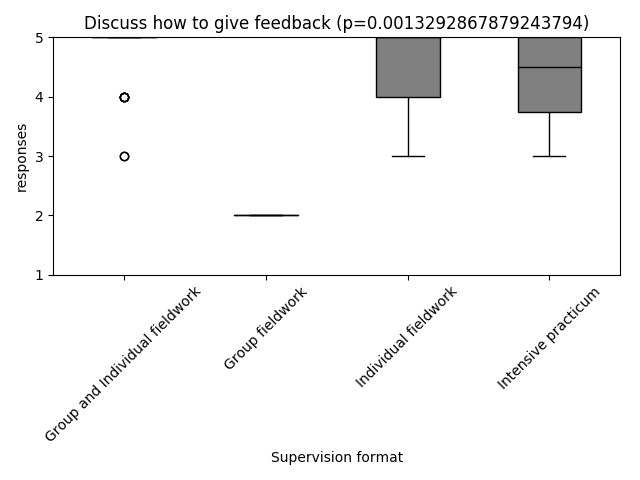 Discuss how to give feedback (p=0.0013292867879243794)
5
4
3
2
1
responses
Group and Individual fieldwork
Group fieldwork
Individual fieldwork
Intensive practicum
Supervision format